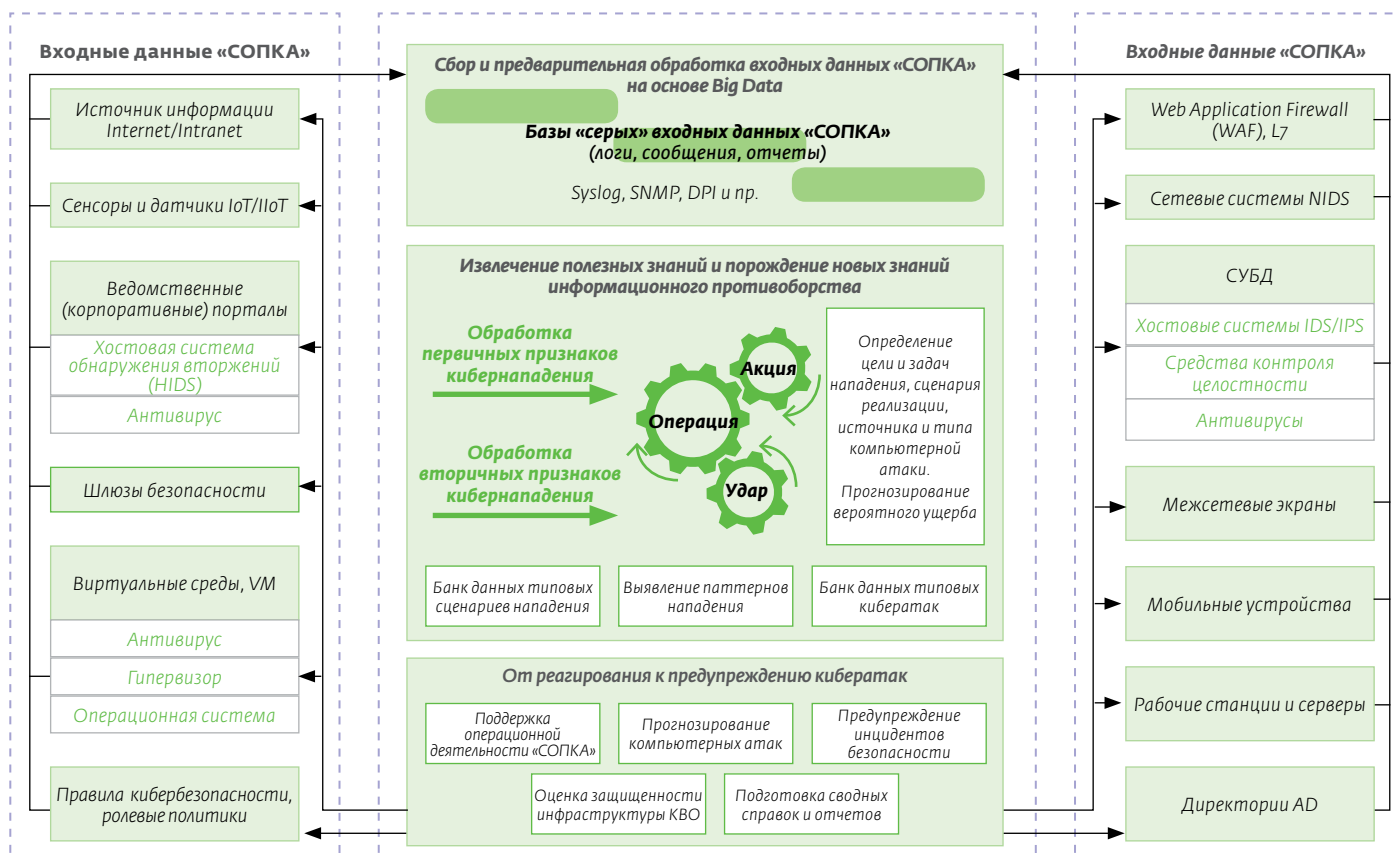 Входные данные «СОПКА»
Источник информации
Internet/Intranet
Сенсоры и датчики IoT/IIoT
Ведомственные
(корпоративные) порталы
Хостовая система
обнаружения вторжений
(HIDS)
Антивирус
Шлюзы безопасности
Виртуальные среды, VM
Антивирус
Гипервизор
Операционная система
Правила кибербезопасности,
ролевые политики
Сбор и предварительная обработка входных данных «СОПКА»
на основе Big Data
Базы «серых» входных данных «СОПКА»
(логи, сообщения, отчеты)
Syslog, SNMP, DPI и пр.
Извлечение полезных знаний и порождение новых знаний
информационного противоборства
Обработка
первичных признаков
кибернападения
Обработка
вторичных признаков
кибернападения
Акция
Операция
Удар
Определение
цели и задач
нападения, сценария
реализации,
источника и типа
компьютерной
атаки.
Прогнозирование
вероятного ущерба
Банк данных типовых
сценариев нападения
Выявление паттернов
нападения
Банк данных типовых
кибератак
От реагирования к предупреждению кибератак
Поддержка
операционной
деятельности «СОПКА»
Прогнозирование
компьютерных атак
Предупреждение
инцидентов
безопасности
Оценка защищенности
инфраструктуры КВО
Подготовка сводных
справок и отчетов
Входные данные «СОПКА»
Web Application Firewall
(WAF), L7
Сетевые системы NIDS
СУБД
Хостовые системы IDS/IPS
Средства контроля
целостности
Антивирусы
Межсетевые экраны
Мобильные устройства
Рабочие станции и серверы
Директории AD